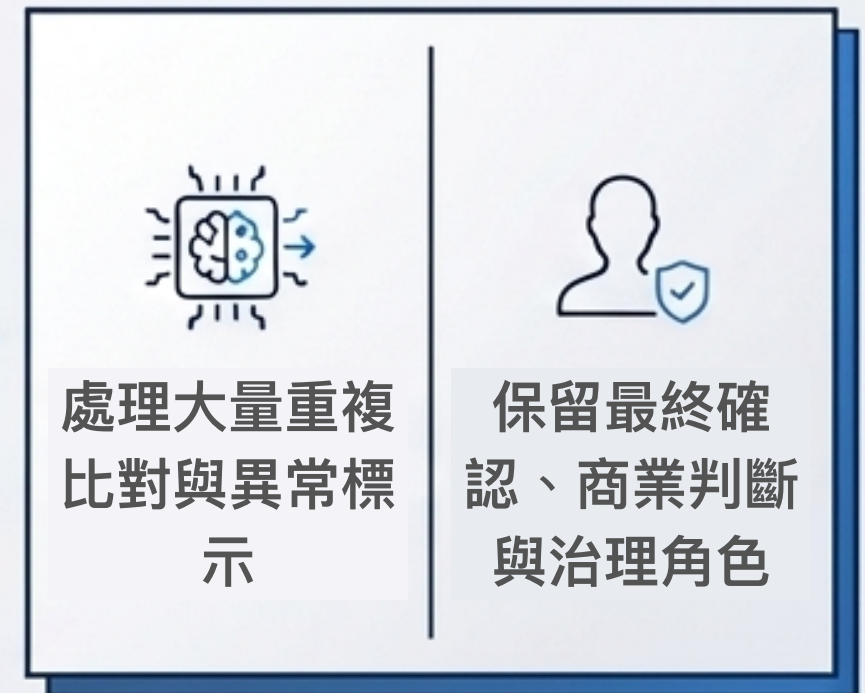 處理大量重複
比對與異常標
示
保留最終確
認、商業判斷
與治理角色